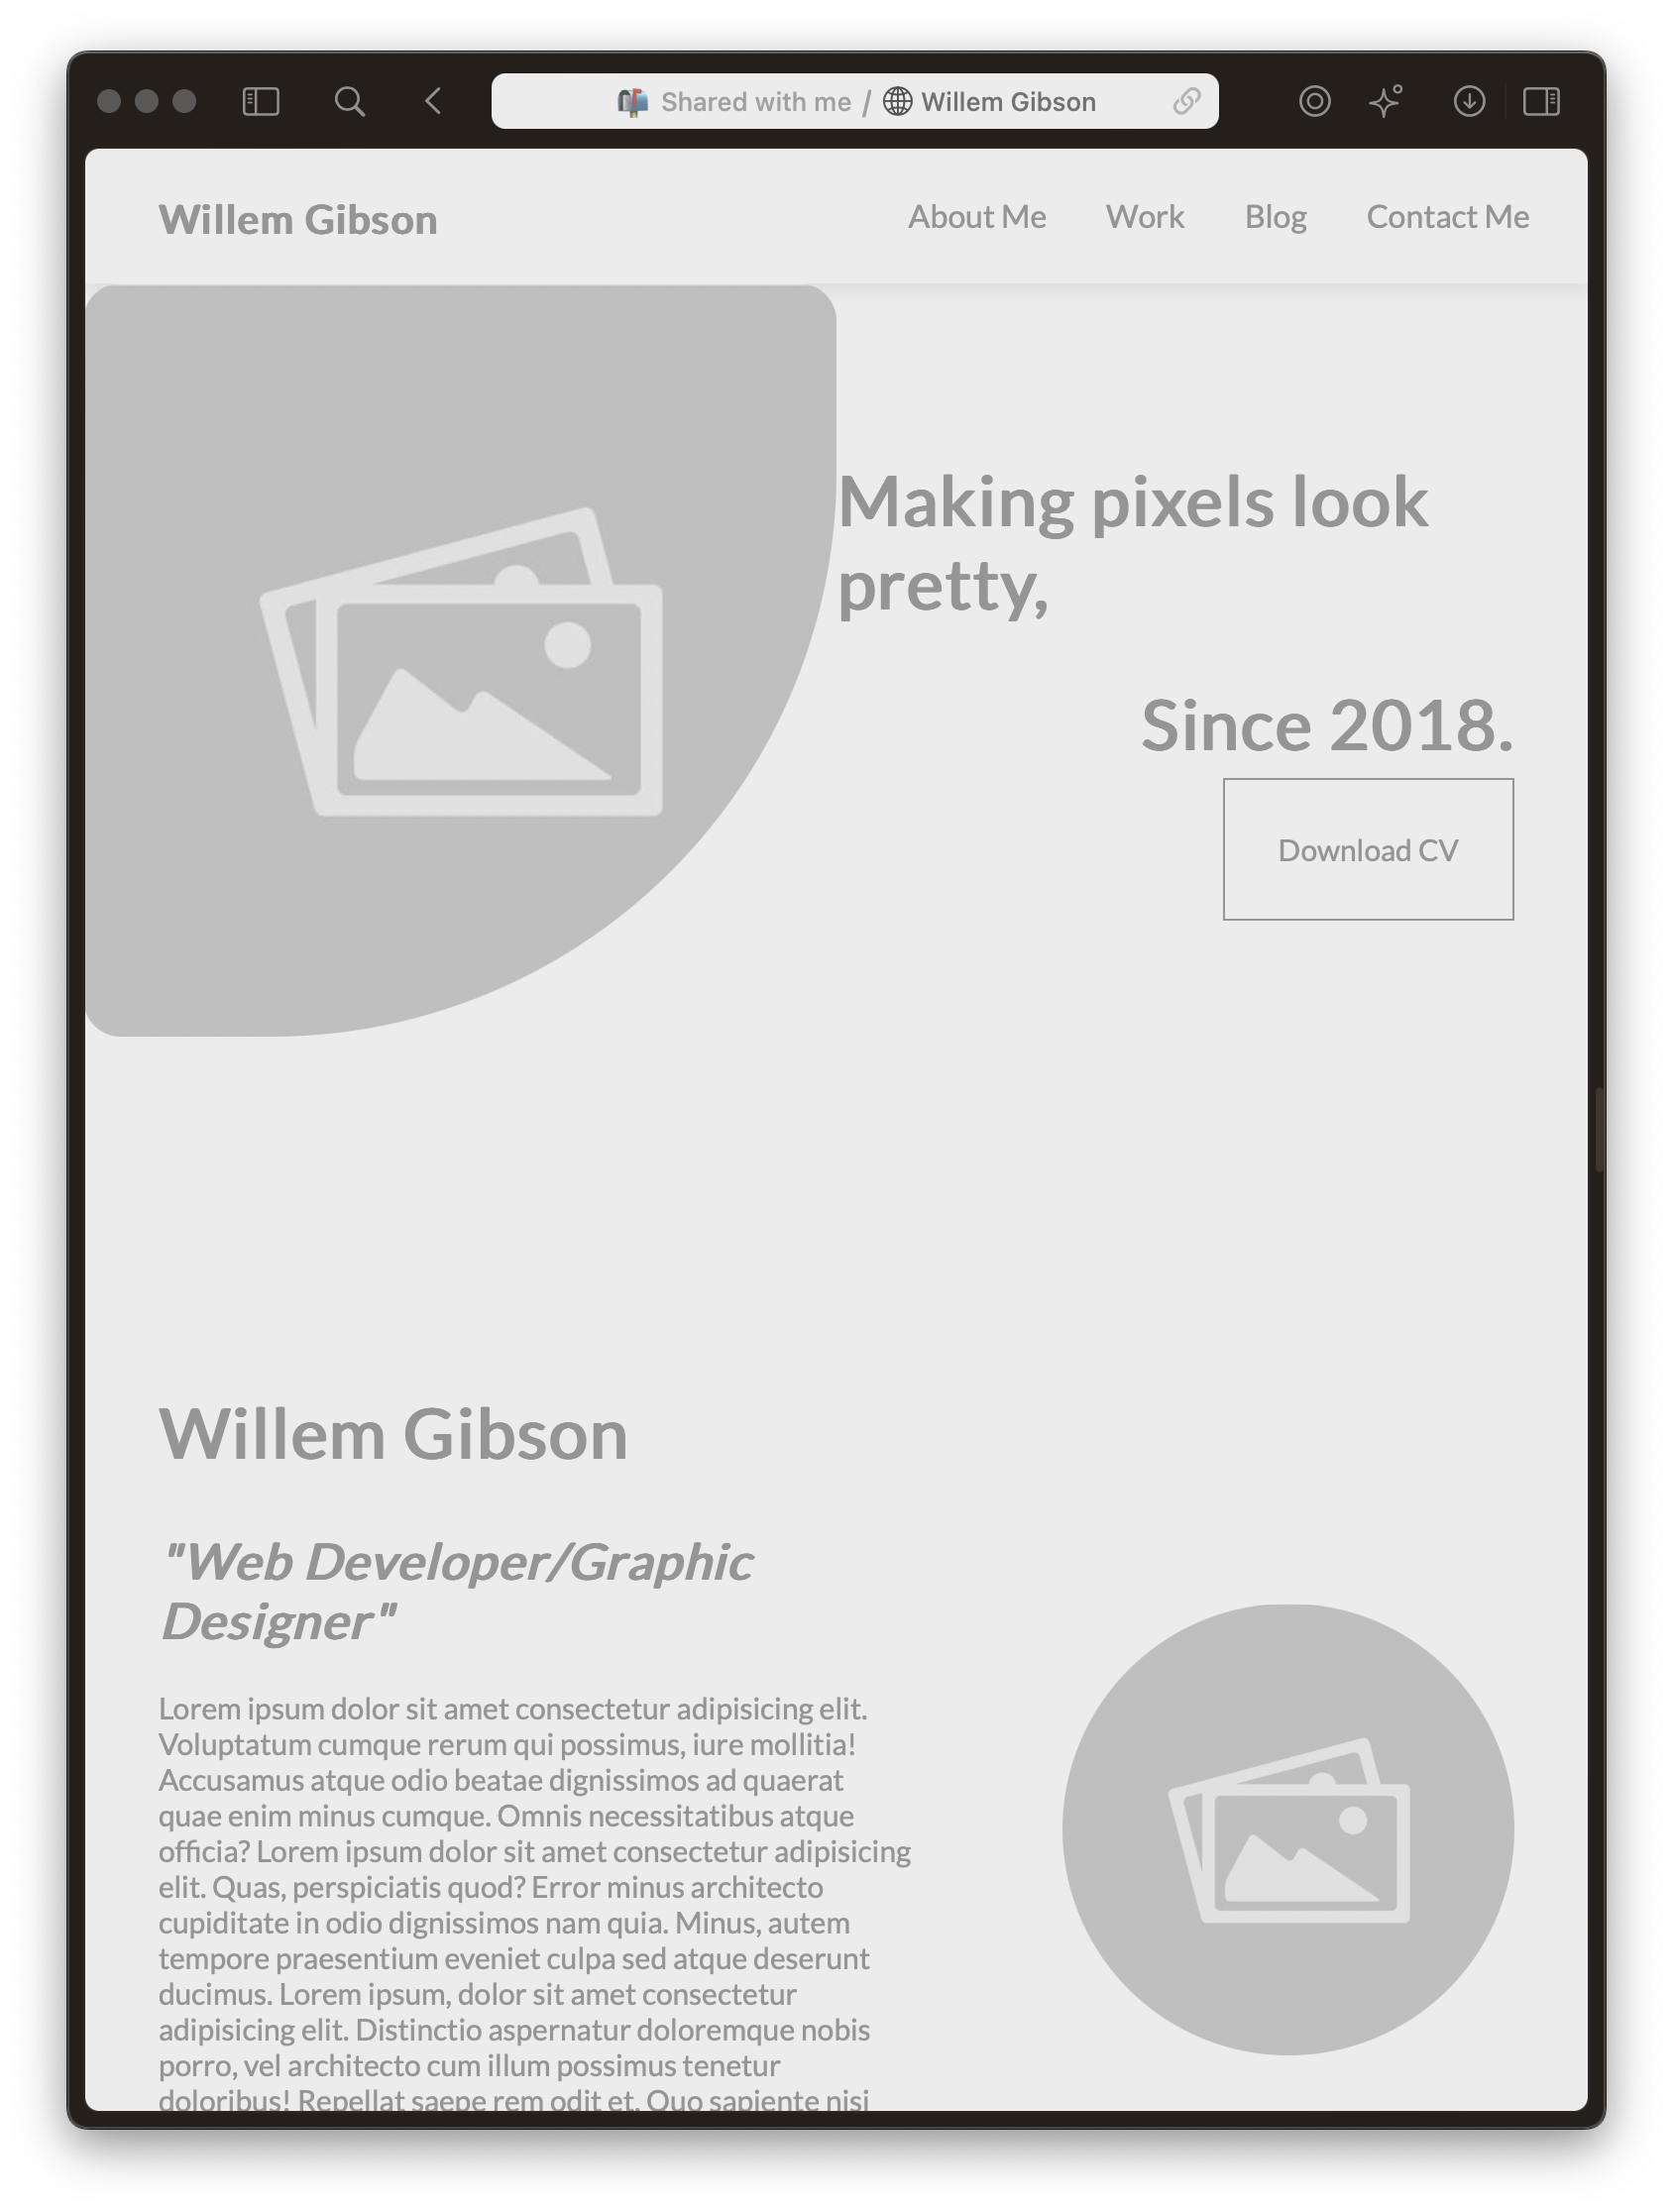 Shared with me / Willem Gibson
Willem Gibson
About Me Work Blog Contact Me
Making pixels look
pretty,
Since 2018.
Download CV
Willem Gibson
"Web Developer/Graphic
Designer"
Lorem ipsum dolor sit amet consectetur adipisicing elit.
Voluptatum cumque rerum qui possimus, iure mollitia!
Accusamus atque odio beatae dignissimos ad quaerat
quae enim minus cumque. Omnis necessitatibus atque
officia? Lorem ipsum dolor sit amet consectetur adipisicing
elit. Quas, perspiciatis quod? Error minus architecto
cupiditate in odio dignissimos nam quia. Minus, autem
tempore praesentium eveniet culpa sed atque deserunt
ducimus. Lorem ipsum, dolor sit amet consectetur
adipisicing elit. Distinctio aspernatur doloremque nobis
porro, vel architecto cum illum possimus tenetur
doloribus! Repellat saepe rem odit et. Quo sapiente nisi